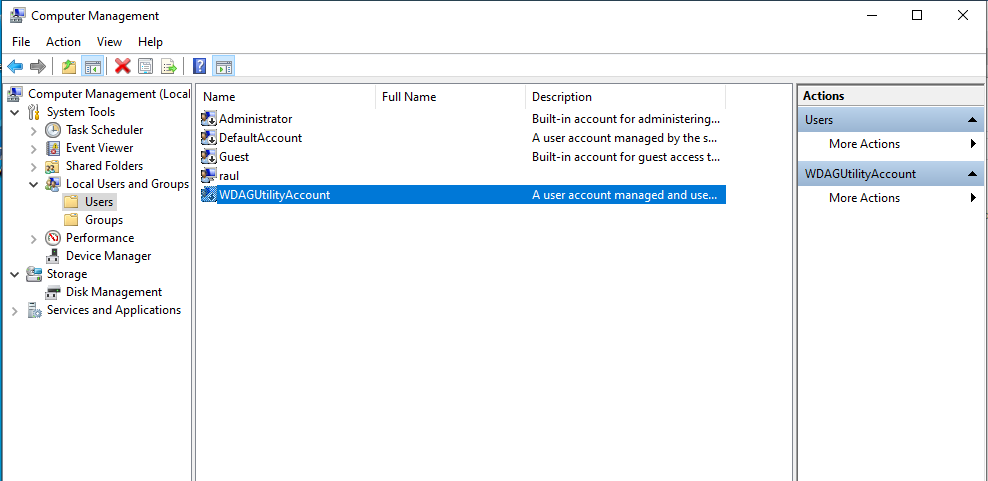 Computer Management
File Action View Help
Computer Management (Local
System Tools
Task Scheduler
Event Viewer
Shared Folders
Local Users and Groups
Users
Groups
Performance
Device Manager
Storage
Disk Management
Services and Applications
Name Full Name Description
Administrator Built-in account for administering...
DefaultAccount A user account managed by the s...
Guest Built-in account for guest access t...
raul
WDAGUtilityAccount A user account managed and use...
Actions
Users
More Actions
WDAGUtilityAccount
More Actions